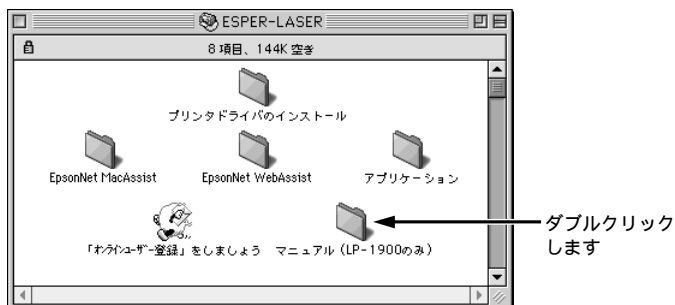 ESPER-LASER
8 項目、144K 空き
プリンタドライバのインストール
EpsonNet MacAssist
EpsonNet WebAssist
アプリケーション
「オンラインユーザー登録」をしましょう
マニュアル(LP-1900のみ)
ダブルクリック
します